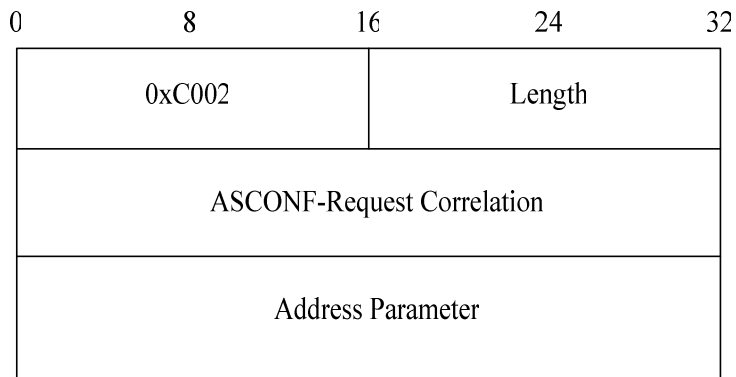 0 8 16 24 32
0xC002 Length
ASCONF-Request Correlation
Address Parameter